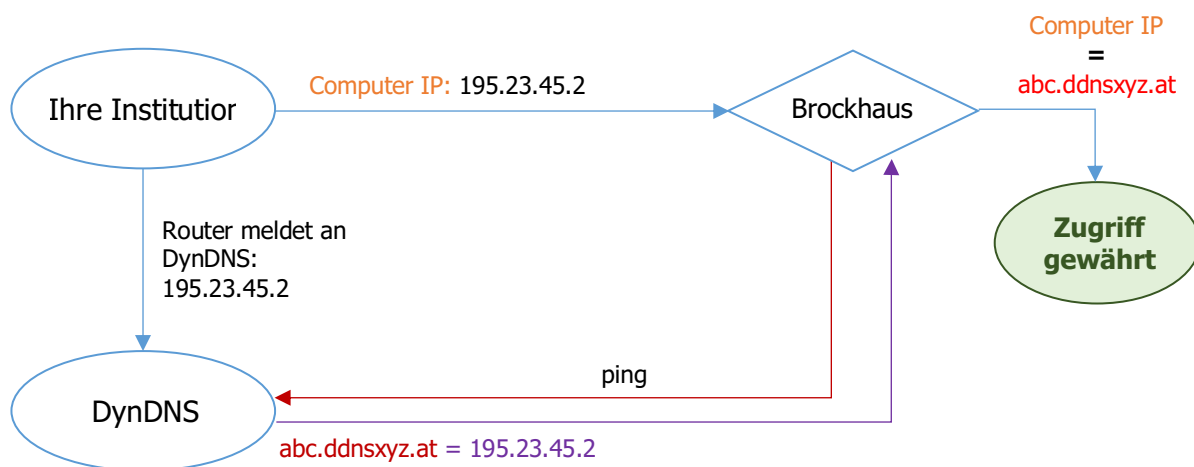 Computer IP
=
abc.ddnsxyz.at
Computer IP: 195.23.45.2
Ihre Institution
Brockhaus
Router meldet an
DynDNS:
195.23.45.2
Zugriff
gewährt
ping
DynDNS
abc.ddnsxyz.at = 195.23.45.2